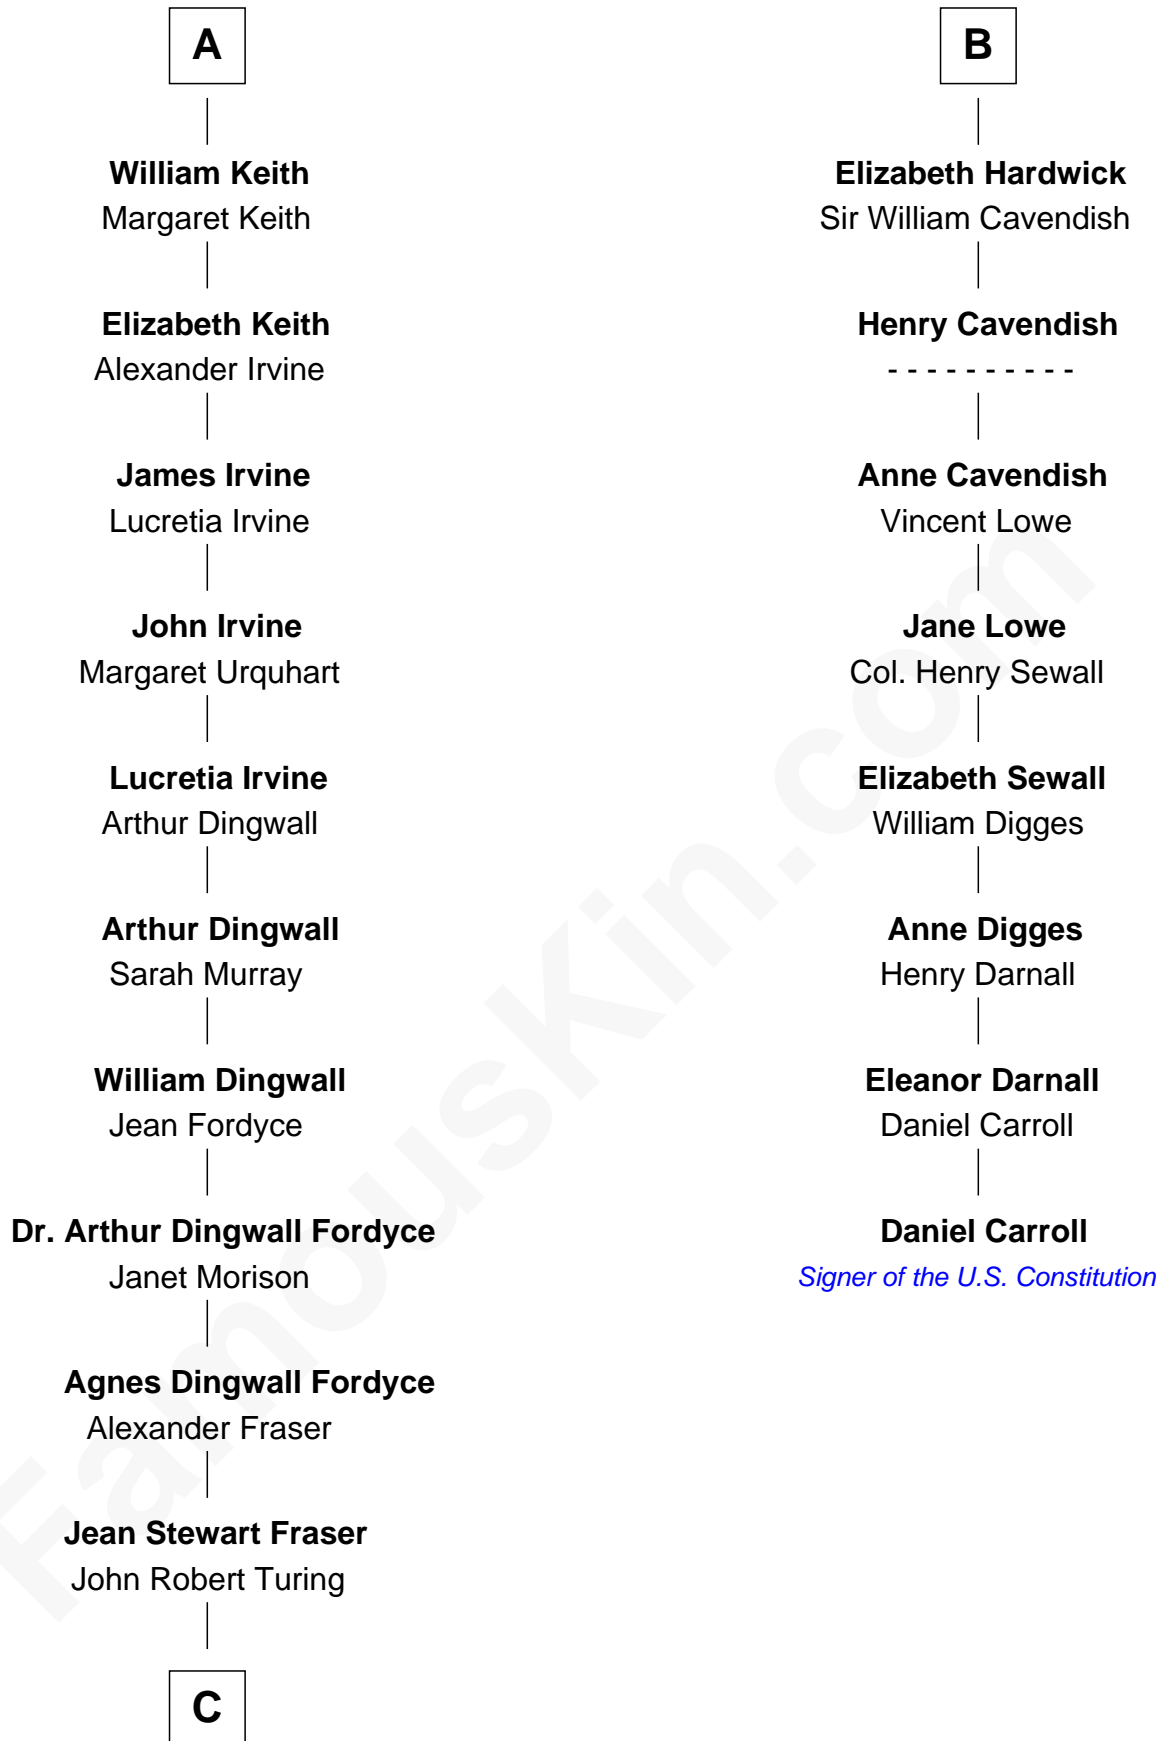 A
William Keith
Margaret Keith
Elizabeth Keith
Alexander Irvine
James Irvine
Lucretia Irvine
John Irvine
Margaret Urquhart
Lucretia Irvine
Arthur Dingwall
Arthur Dingwall
Sarah Murray
William Dingwall
Jean Fordyce
Dr. Arthur Dingwall Fordyce
Janet Morison
Agnes Dingwall Fordyce
Alexander Fraser
Jean Stewart Fraser
John Robert Turing
C
B
Elizabeth Hardwick
Sir William Cavendish
Henry Cavendish
- - - - - - - - - -
Anne Cavendish
Vincent Lowe
Jane Lowe
Col. Henry Sewall
Elizabeth Sewall
William Digges
Anne Digges
Henry Darnall
Eleanor Darnall
Daniel Carroll
Daniel Carroll
Signer of the U.S. Constitution
FamousKin.com